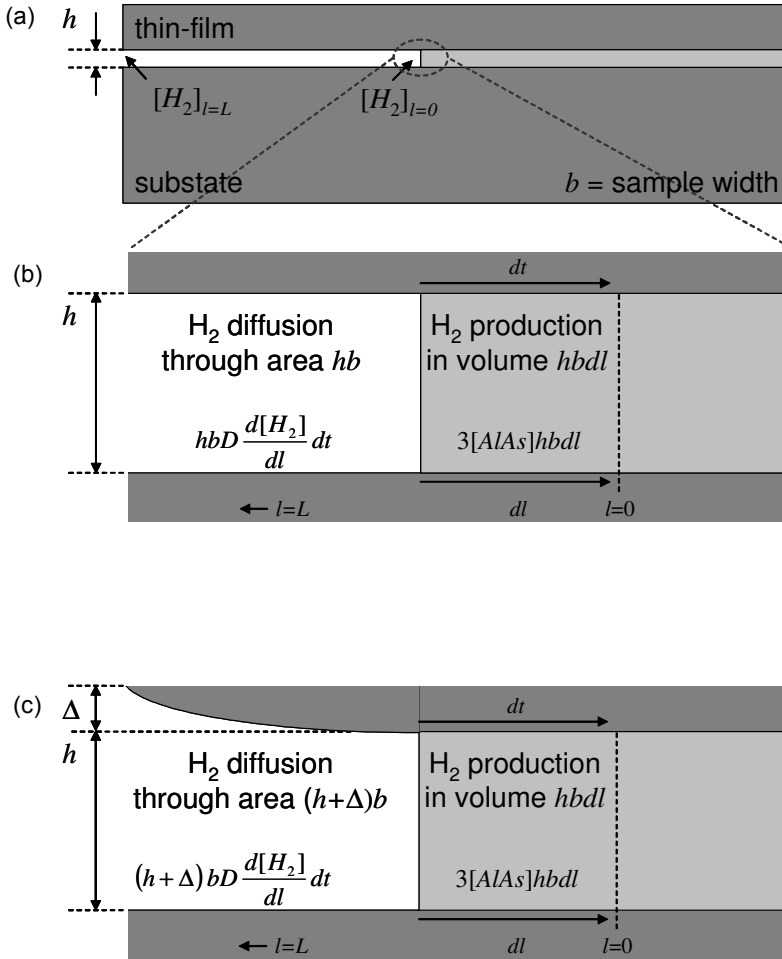 (a)
h
thin-film
[H₂]ₗ₌L
[H₂]ₗ₌₀
substate
b = sample width
(b)
dt
h
H₂ diffusion
through area hb
H₂ production
in volume hbdl
hbD d[H₂]/dl dt
3[AlAs]hbdl
← l=L
dl
l=0
(c)
Δ
dt
h
H₂ diffusion
through area (h+Δ)b
H₂ production
in volume hbdl
(h+Δ)bD d[H₂]/dl dt
3[AlAs]hbdl
← l=L
dl
l=0